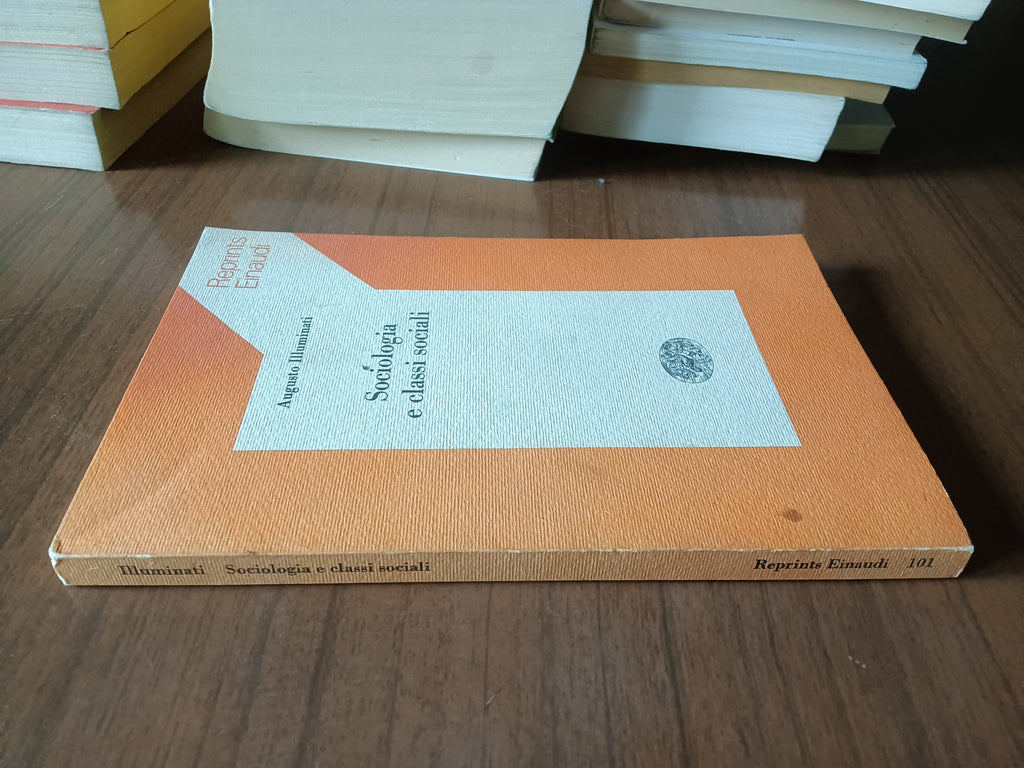 Reprints
Einaudi
Augusto Illuminati
Sociologia
e classi sociali
Illuminati Sociologia e classi sociali Reprints Einaudi 101